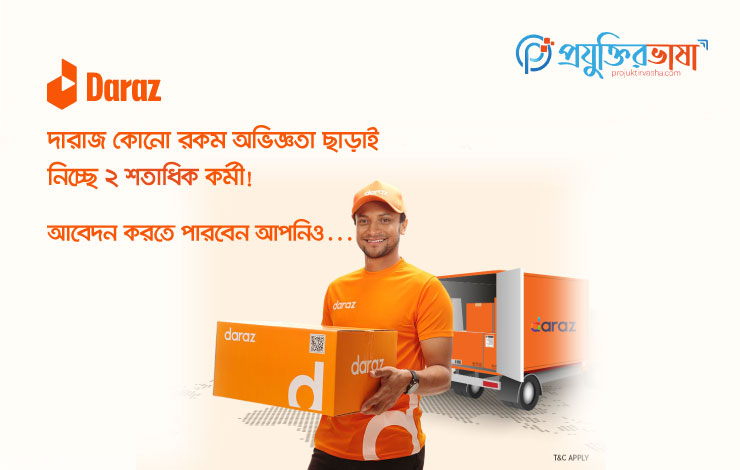 প্রযুক্তিরভাষা
projuktirvasha.com
Daraz
দারাজ কোনো রকম অভিজ্ঞতা ছাড়াই
নিচ্ছে ২ শতাধিক কর্মী!
আবেদন করতে পারবেন আপনিও...
daraz
daraz
daraz
daraz
daraz
T&C APPLY